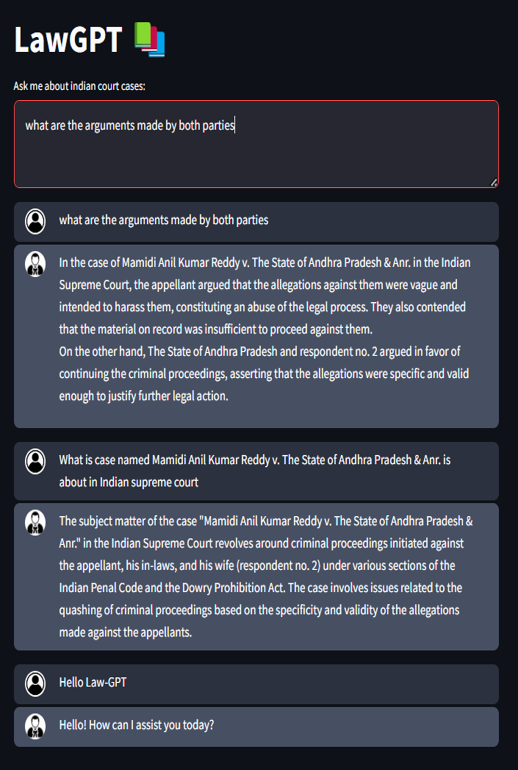 LawGPT
Ask me about indian court cases:
what are the arguments made by both parties
what are the arguments made by both parties
In the case of Mamidi Anil Kumar Reddy v. The State of Andhra Pradesh & Anr. in the Indian
Supreme Court, the appellant argued that the allegations against them were vague and
intended to harass them, constituting an abuse of the legal process. They also contended
that the material on record was insufficient to proceed against them.
On the other hand, The State of Andhra Pradesh and respondent no. 2 argued in favor of
continuing the criminal proceedings, asserting that the allegations were specific and valid
enough to justify further legal action.
What is case named Mamidi Anil Kumar Reddy v. The State of Andhra Pradesh & Anr. is
about in Indian supreme court
The subject matter of the case "Mamidi Anil Kumar Reddy v. The State of Andhra Pradesh &
Anr." in the Indian Supreme Court revolves around criminal proceedings initiated against
the appellant, his in-laws, and his wife (respondent no. 2) under various sections of the
Indian Penal Code and the Dowry Prohibition Act. The case involves issues related to the
quashing of criminal proceedings based on the specificity and validity of the allegations
made against the appellants.
Hello Law-GPT
Hello! How can I assist you today?